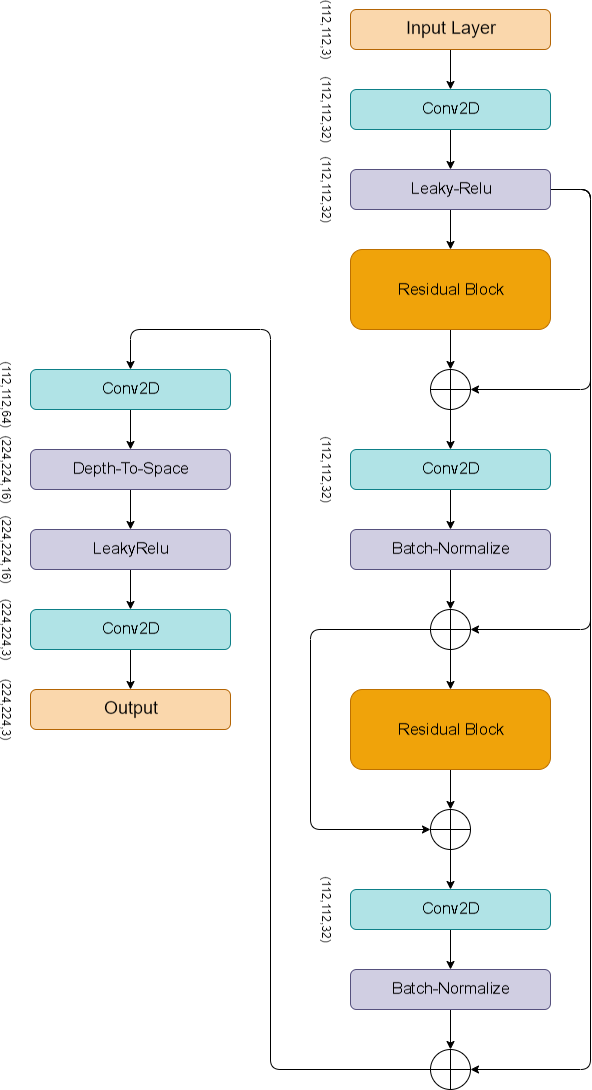 (112,112,3)
Input Layer
(112,112,32)
Conv2D
(112,112,32)
Leaky-Relu
Residual Block
(112,112,32)
Conv2D
Batch-Normalize
Residual Block
(112,112,32)
Conv2D
Batch-Normalize
(112,112,64)
Conv2D
(224,224,16)
Depth-To-Space
(224,224,16)
LeakyRelu
(224,224,3)
Conv2D
(224,224,3)
Output